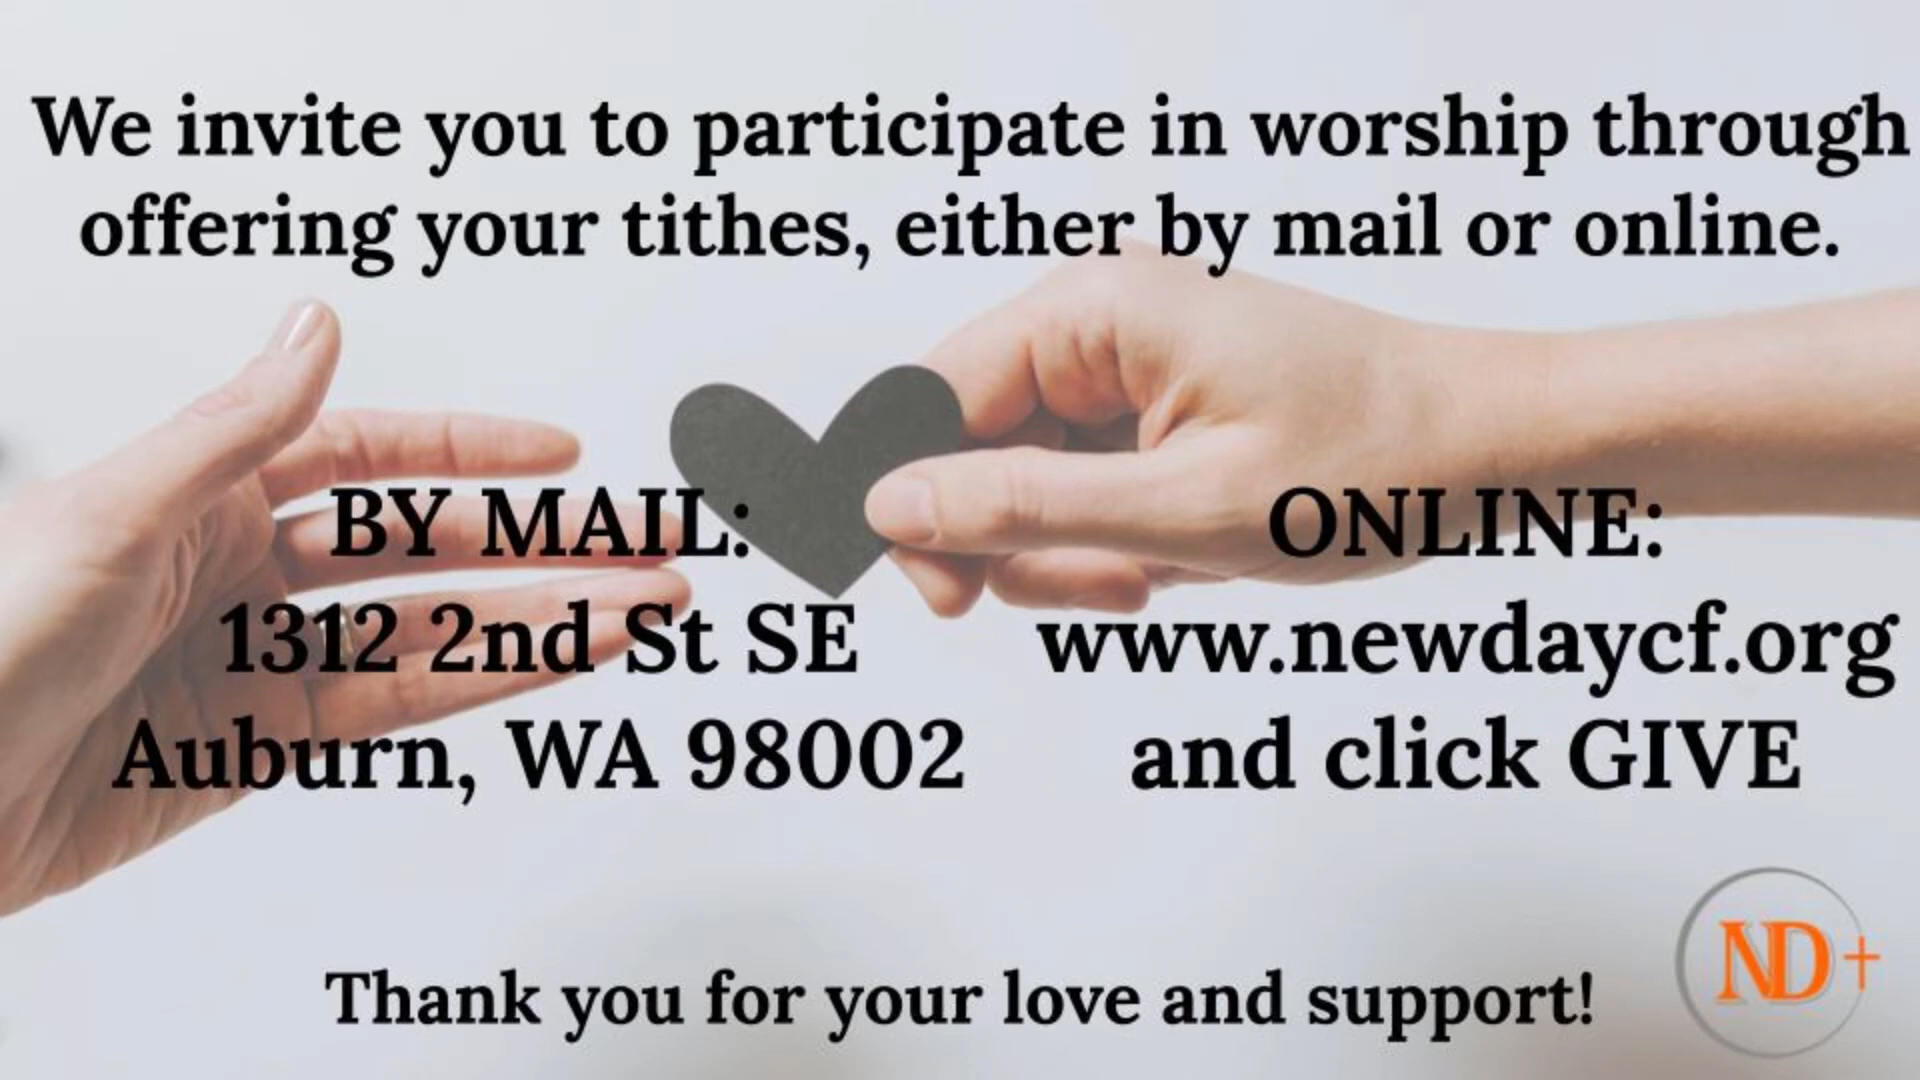 We invite you to participate in worship through
offering your tithes, either by mail or online.
BY MAIL:
1312 2nd St SE
Auburn, WA 98002
ONLINE:
www.newdaycf.org
and click GIVE
Thank you for your love and support!
ND+